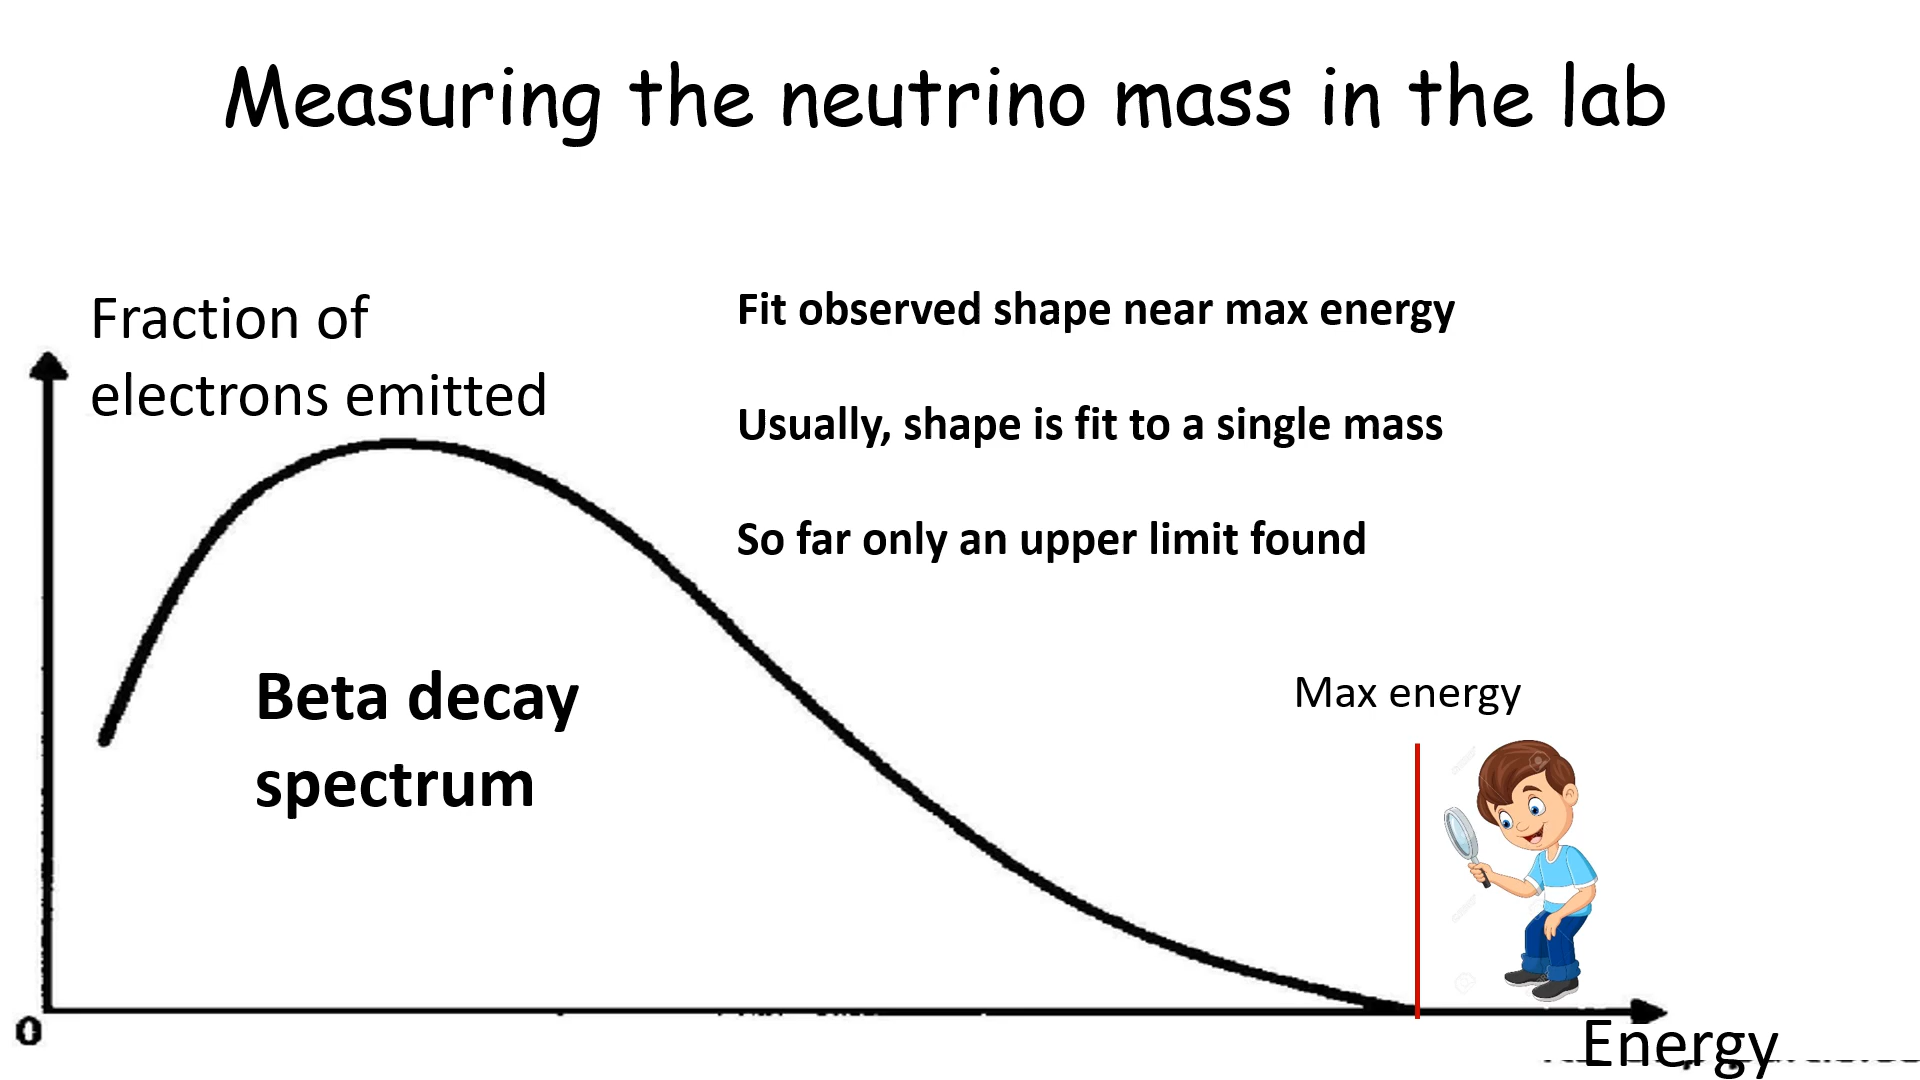 Measuring the neutrino mass in the lab
Fraction of
electrons emitted
Fit observed shape near max energy
Usually, shape is fit to a single mass
So far only an upper limit found
Beta decay
spectrum
Max energy
0
Energy